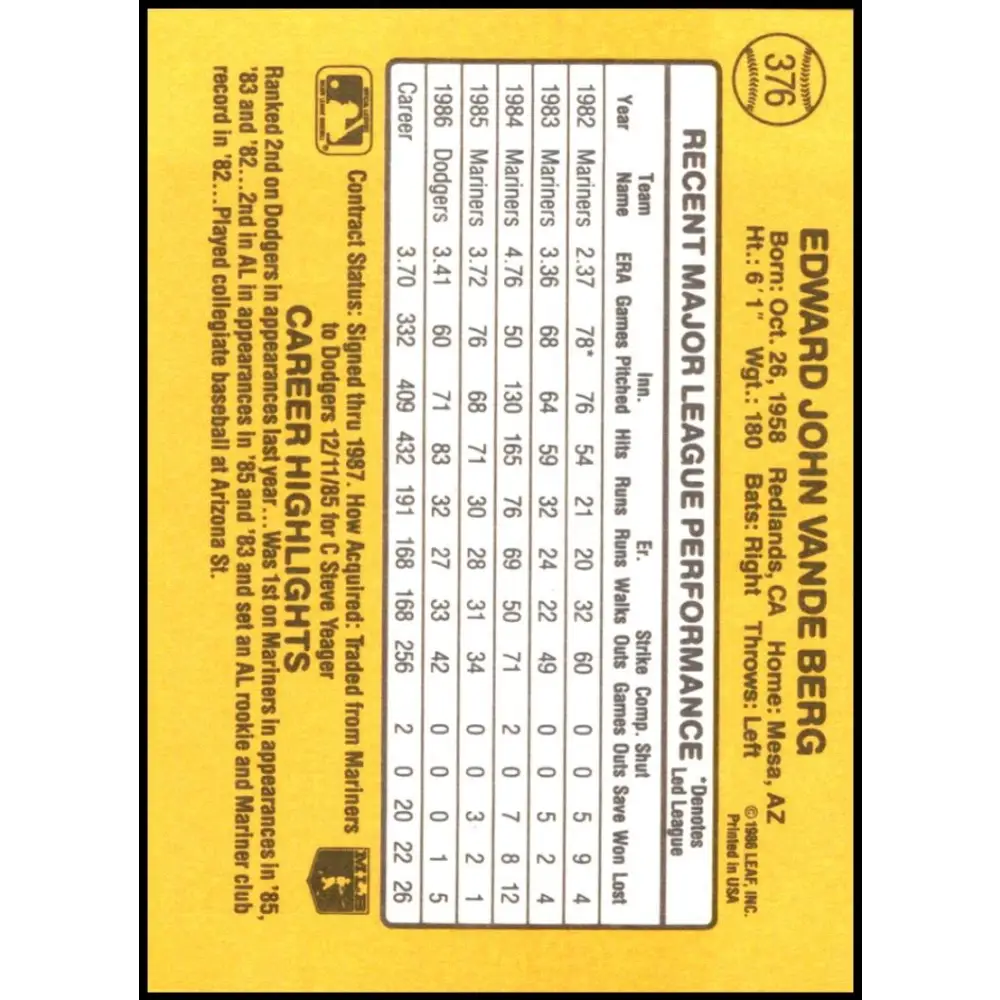 376
EDWARD JOHN VANDE BERG
Born: Oct. 26, 1958 Redlands, CA Home: Mesa, AZ
Ht.: 6'1" Wgt.: 180 Bats: Right Throws: Left
© 1986 LEAF, INC.
Printed in USA
RECENT MAJOR LEAGUE PERFORMANCE *Denotes Led League
Year Team Name ERA Games Inn. Pitched Hits Runs Er. Runs Walks Strike Outs Comp. Games Shut Outs Save Won Lost
1982 Mariners 2.37 78* 76 54 21 20 32 60 0 0 5 9 4
1983 Mariners 3.36 68 64 59 32 24 22 49 0 0 5 2 4
1984 Mariners 4.76 50 130 165 76 69 50 71 2 0 7 8 12
1985 Mariners 3.72 76 68 71 30 28 31 34 0 0 3 2 1
1986 Dodgers 3.41 60 71 83 32 27 33 42 0 0 0 1 5
Career 3.70 332 409 432 191 168 168 256 2 0 20 22 26
Contract Status: Signed thru 1987. How Acquired: Traded from Mariners
to Dodgers 12/11/85 for C Steve Yeager
MLB
CAREER HIGHLIGHTS
Ranked 2nd on Dodgers in appearances last year...Was 1st on Mariners in appearances in '85,
'83 and '82...2nd in AL in appearances in '85 and '83 and set an AL rookie and Mariner club
record in '82...Played collegiate baseball at Arizona St.